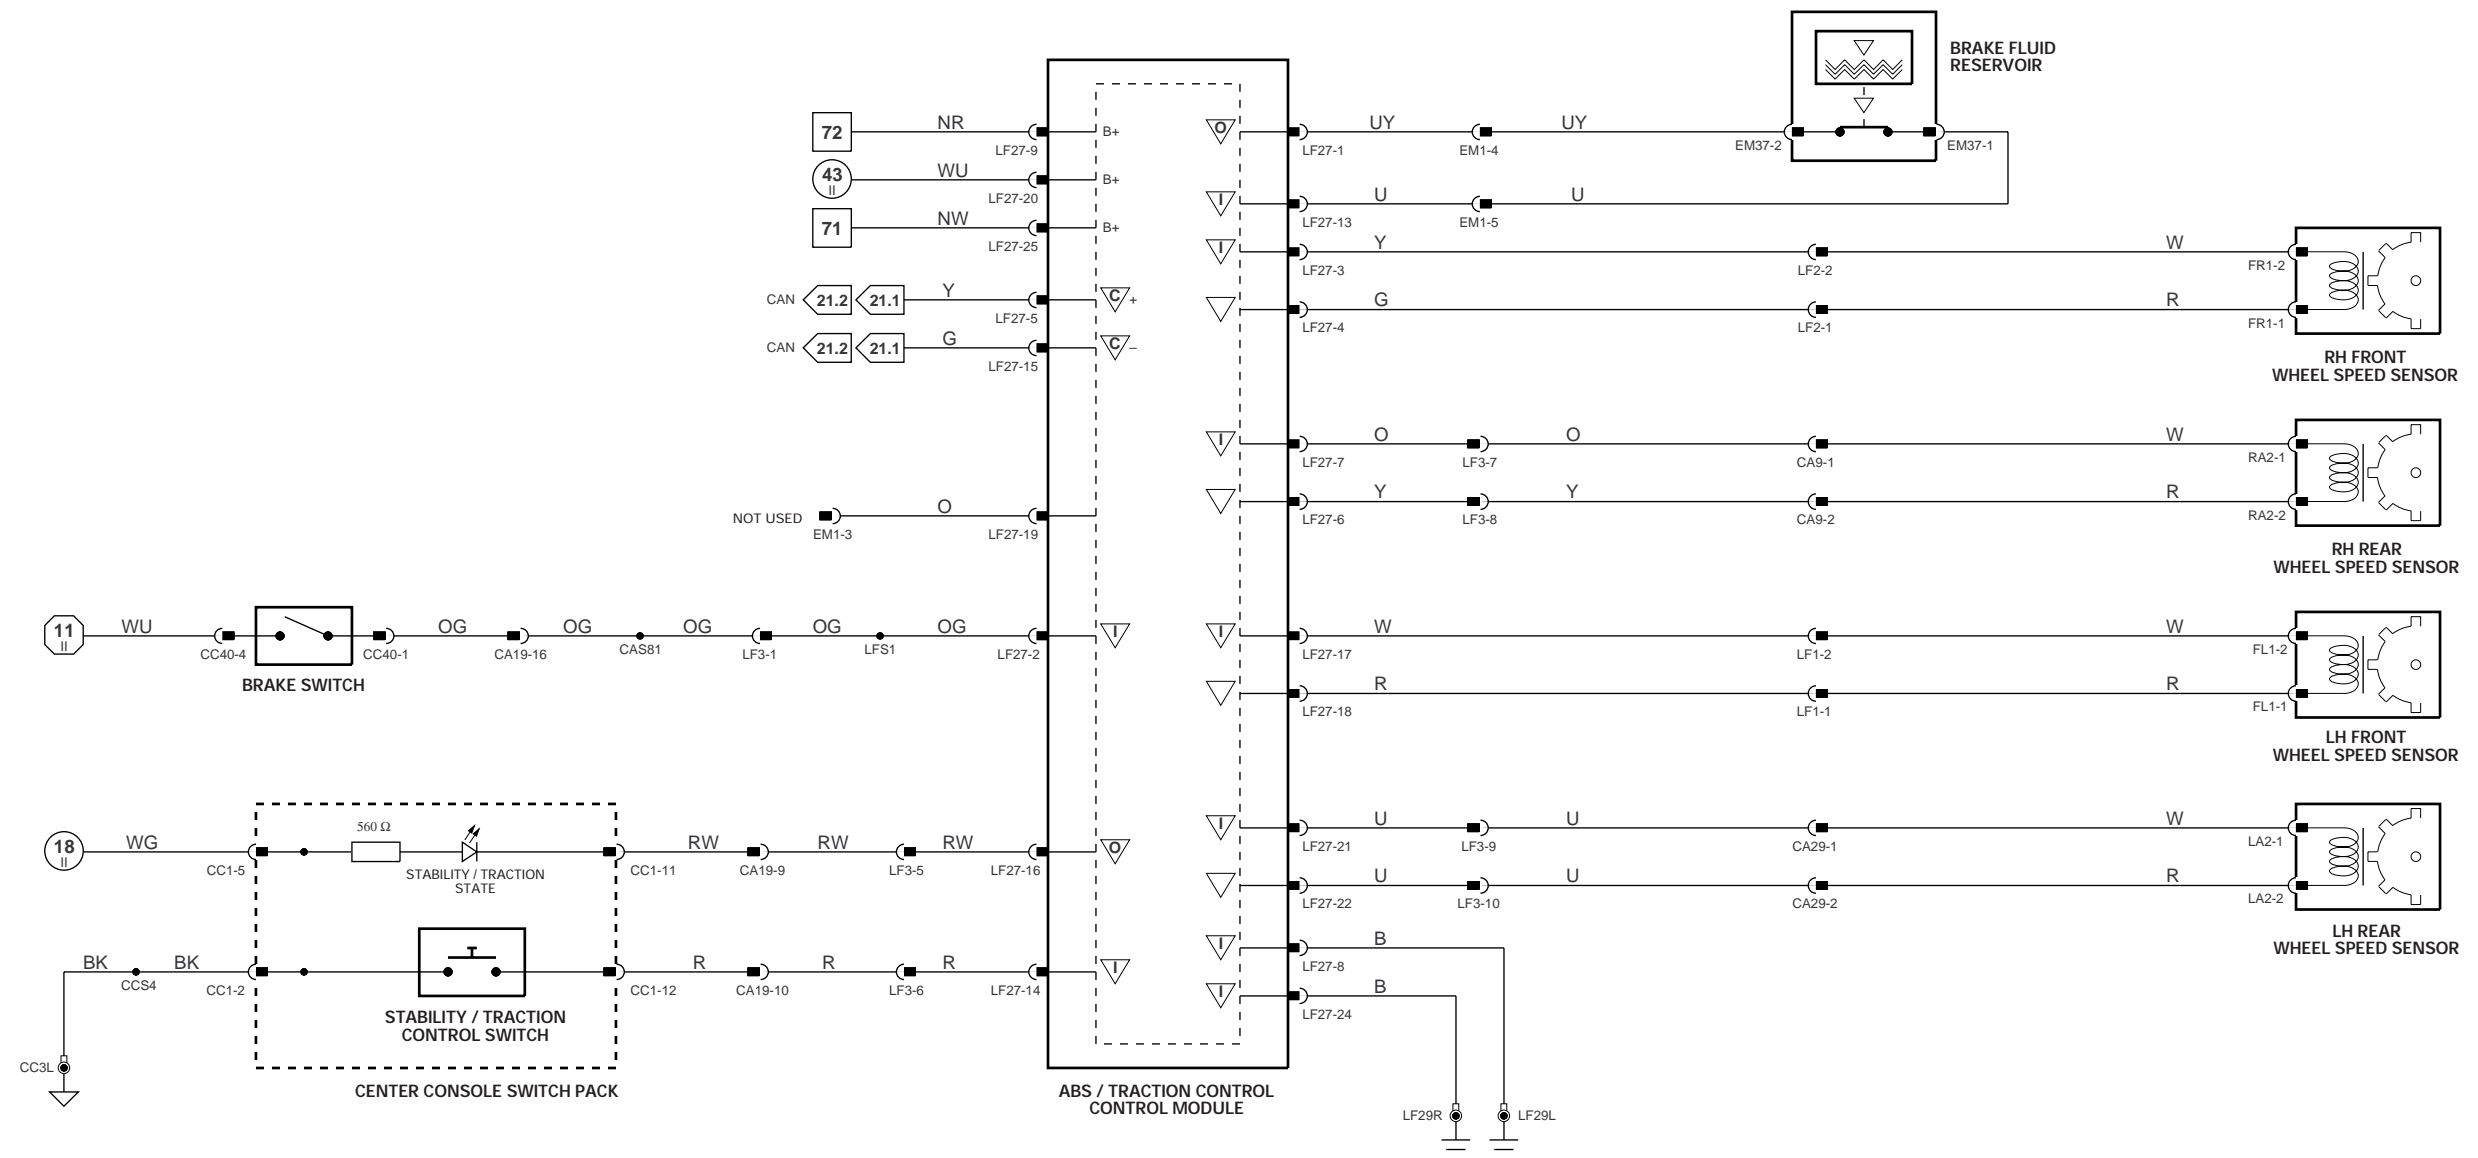 BRAKE FLUID
RESERVOIR
72 NR LF27-9 B+
43 II WU LF27-20 B+
71 NW LF27-25 B+
CAN 21.2 21.1 Y LF27-5 C +
CAN 21.2 21.1 G LF27-15 C –
NOT USED EM1-3 O LF27-19
11 II WU CC40-4 CC40-1 OG CA19-16 OG CAS81 OG LF3-1 OG LFS1 OG LF27-2 I
BRAKE SWITCH
18 II WG CC1-5 560 Ω CC1-11 RW CA19-9 RW LF3-5 RW LF27-16 O
STABILITY / TRACTION
STATE
BK CCS4 BK CC1-2 CC1-12 R CA19-10 R LF3-6 R LF27-14 I
STABILITY / TRACTION
CONTROL SWITCH
CC3L
CENTER CONSOLE SWITCH PACK
ABS / TRACTION CONTROL
CONTROL MODULE
O LF27-1 UY EM1-4 UY EM37-2 EM37-1
I LF27-13 U EM1-5 U
I LF27-3 Y LF2-2 W FR1-2
LF27-4 G LF2-1 R FR1-1
RH FRONT
WHEEL SPEED SENSOR
I LF27-7 O LF3-7 O CA9-1 W RA2-1
LF27-6 Y LF3-8 Y CA9-2 R RA2-2
RH REAR
WHEEL SPEED SENSOR
I LF27-17 W LF1-2 W FL1-2
LF27-18 R LF1-1 R FL1-1
LH FRONT
WHEEL SPEED SENSOR
I LF27-21 U LF3-9 U CA29-1 W LA2-1
LF27-22 U LF3-10 U CA29-2 R LA2-2
LH REAR
WHEEL SPEED SENSOR
I LF27-8 B
I LF27-24 B
LF29R LF29L